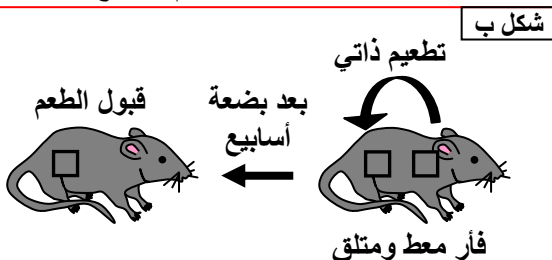 شكل ب
تطعيم ذاتي
بعد بضعة أسابيع
قبول الطعم
فأر معط ومتلق